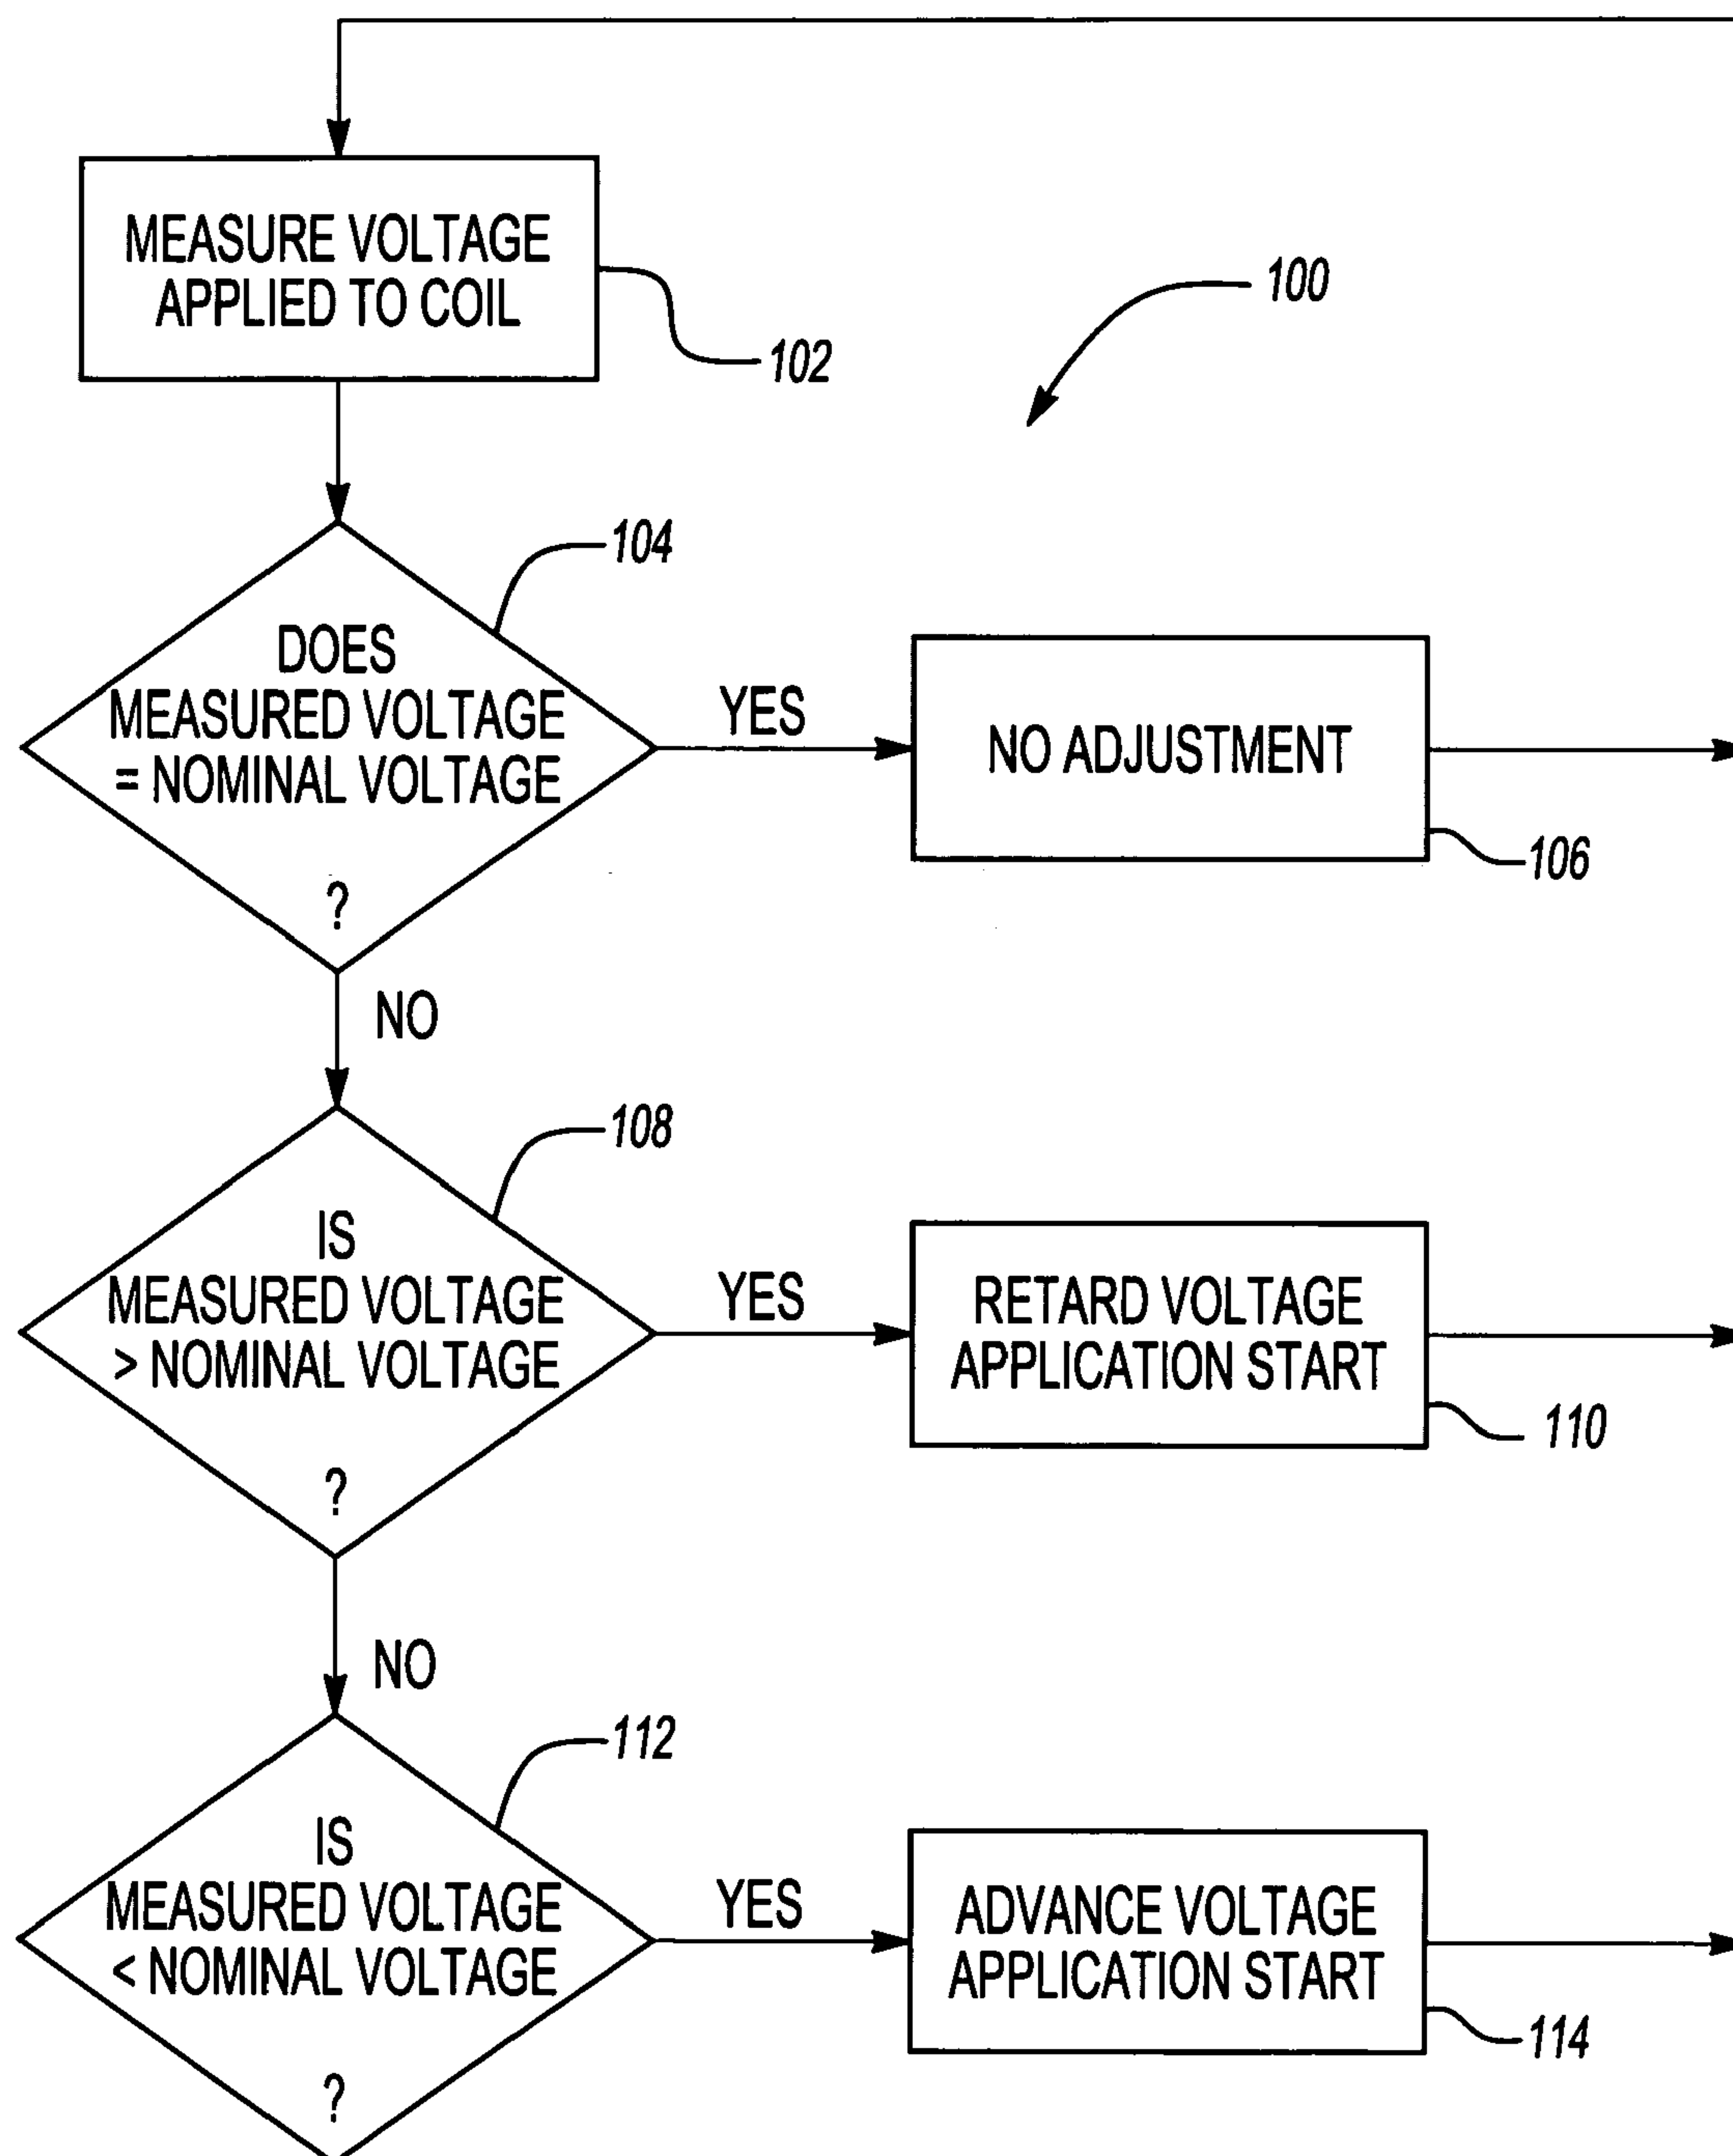 MEASURE VOLTAGE
APPLIED TO COIL
102
100
104
DOES
MEASURED VOLTAGE
= NOMINAL VOLTAGE
?
YES
NO ADJUSTMENT
106
NO
108
IS
MEASURED VOLTAGE
> NOMINAL VOLTAGE
?
YES
RETARD VOLTAGE
APPLICATION START
110
NO
112
IS
MEASURED VOLTAGE
< NOMINAL VOLTAGE
?
YES
ADVANCE VOLTAGE
APPLICATION START
114